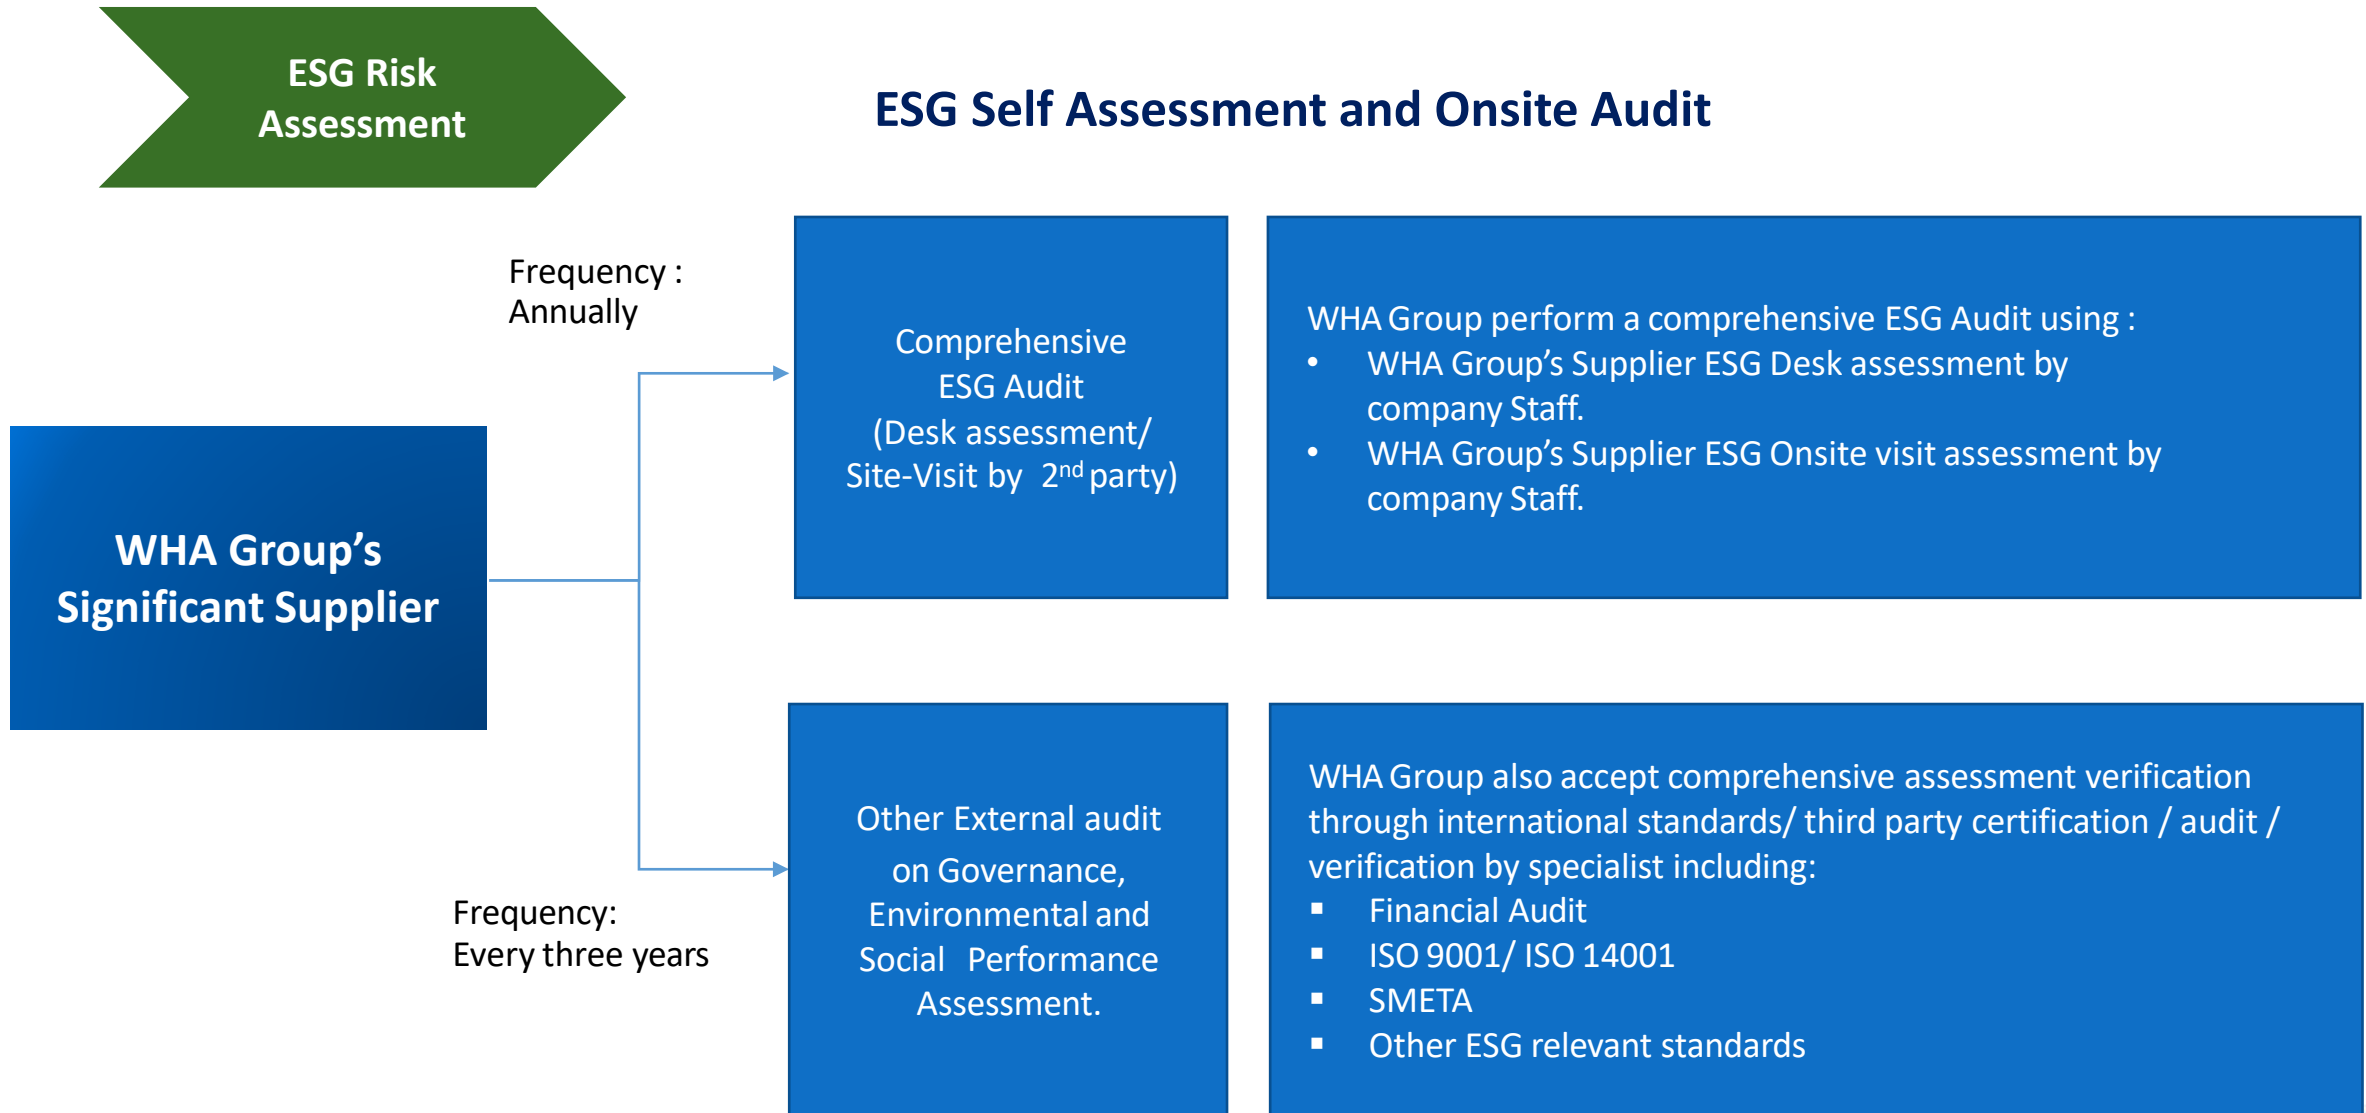 ESG Risk
Assessment
ESG Self Assessment and Onsite Audit
Frequency :
Annually
Comprehensive
ESG Audit
(Desk assessment/
Site-Visit by 2nd party)
WHA Group perform a comprehensive ESG Audit using :
• WHA Group’s Supplier ESG Desk assessment by
company Staff.
• WHA Group’s Supplier ESG Onsite visit assessment by
company Staff.
WHA Group’s
Significant Supplier
Frequency:
Every three years
Other External audit
on Governance,
Environmental and
Social Performance
Assessment.
WHA Group also accept comprehensive assessment verification
through international standards/ third party certification / audit /
verification by specialist including:
▪ Financial Audit
▪ ISO 9001/ ISO 14001
▪ SMETA
▪ Other ESG relevant standards